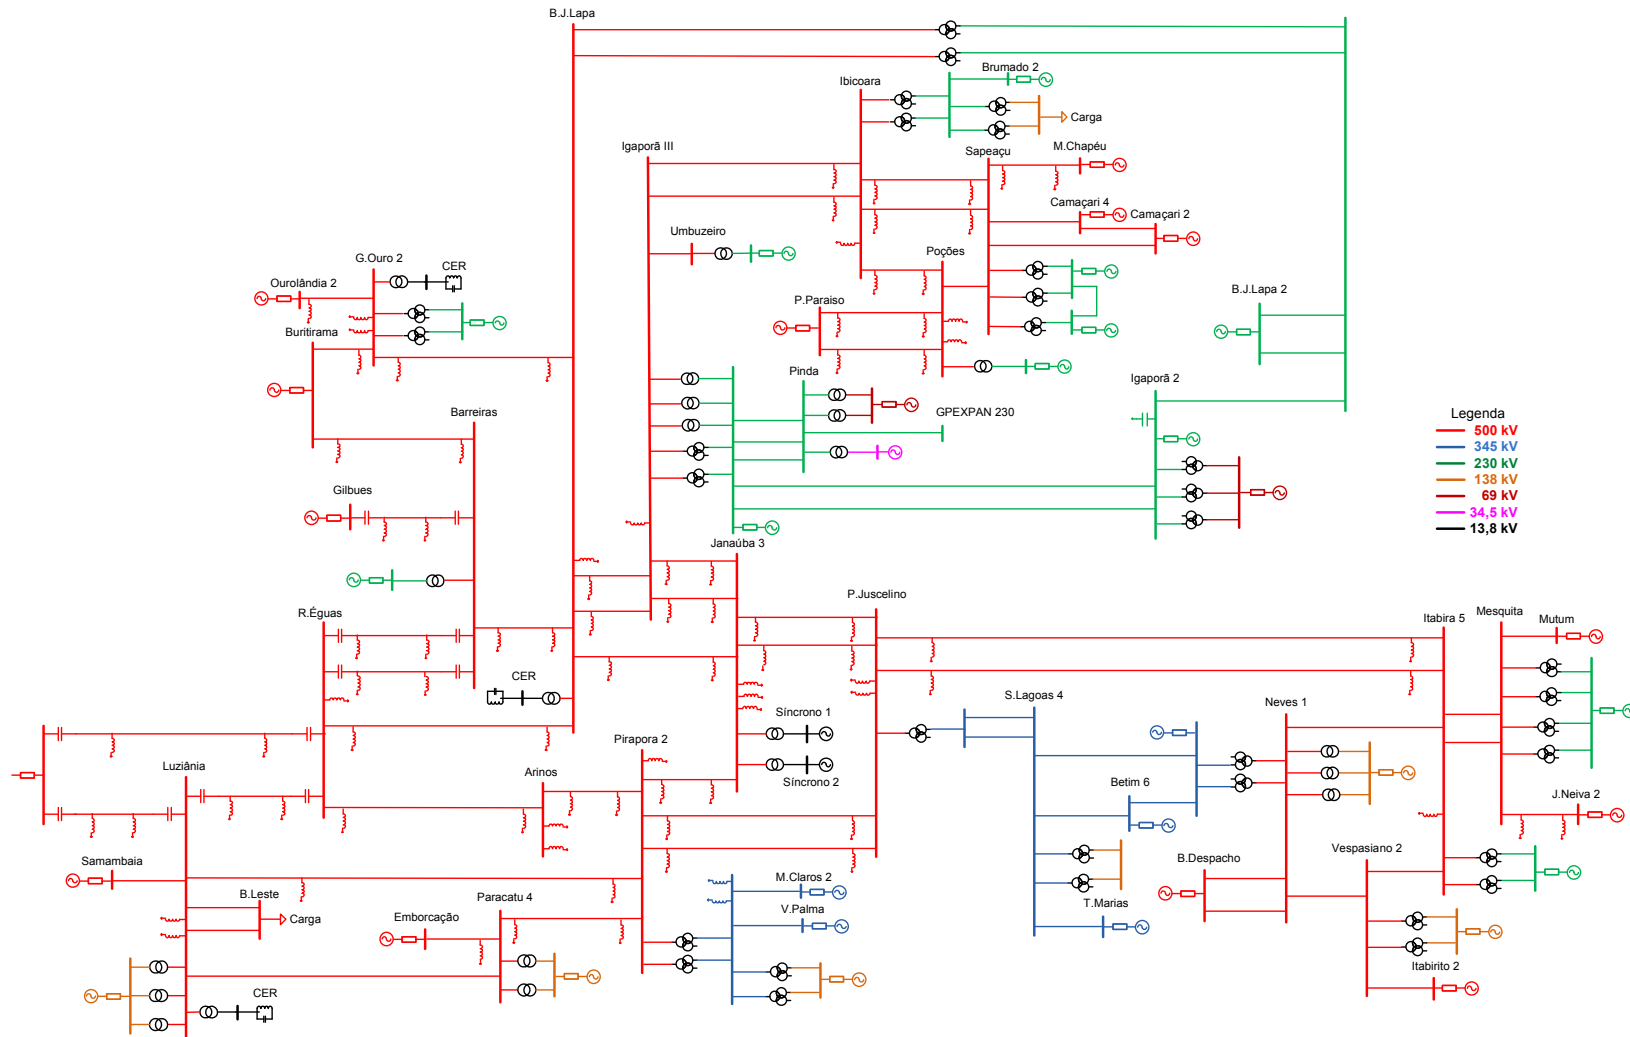 B.J.Lapa
Brumado 2
Ibicoara
Carga
Igaporã III
Sapeaçu
M.Chapéu
Camaçari 4
Camaçari 2
Umbuzeiro
Poções
G.Ouro 2
CER
Ourolândia 2
Buritirama
P.Paraiso
B.J.Lapa 2
Pinda
Igaporã 2
GPEXPAN 230
Barreiras
Legenda
500 kV
345 kV
230 kV
138 kV
69 kV
34,5 kV
13,8 kV
Gilbues
Janaúba 3
R.Éguas
P.Juscelino
Itabira 5
Mesquita
Mutum
CER
S.Lagoas 4
Neves 1
Síncrono 1
Pirapora 2
Luziânia
Arinos
Síncrono 2
Betim 6
J.Neiva 2
Samambaia
B.Despacho
Vespasiano 2
B.Leste
M.Claros 2
Paracatu 4
T.Marias
Carga
Emborcação
V.Palma
Itabirito 2
CER